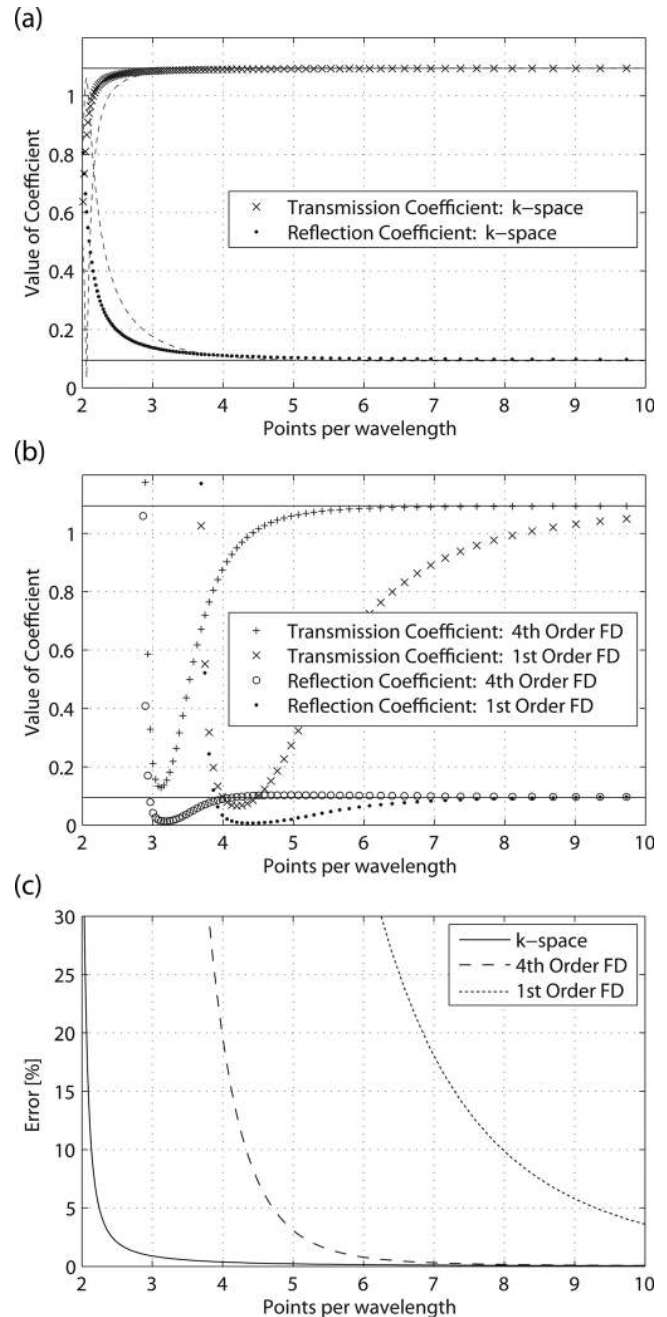 (a)
1
0.8
0.6
0.4
0.2
0
Value of Coefficient
× Transmission Coefficient: k-space
• Reflection Coefficient: k-space
2 3 4 5 6 7 8 9 10
Points per wavelength
(b)
1.2
1
0.8
0.6
0.4
0.2
0
Value of Coefficient
+ Transmission Coefficient: 4th Order FD
× Transmission Coefficient: 1st Order FD
○ Reflection Coefficient: 4th Order FD
• Reflection Coefficient: 1st Order FD
2 3 4 5 6 7 8 9 10
Points per wavelength
(c)
30
25
20
15
10
5
0
Error [%]
k-space
4th Order FD
1st Order FD
2 3 4 5 6 7 8 9 10
Points per wavelength